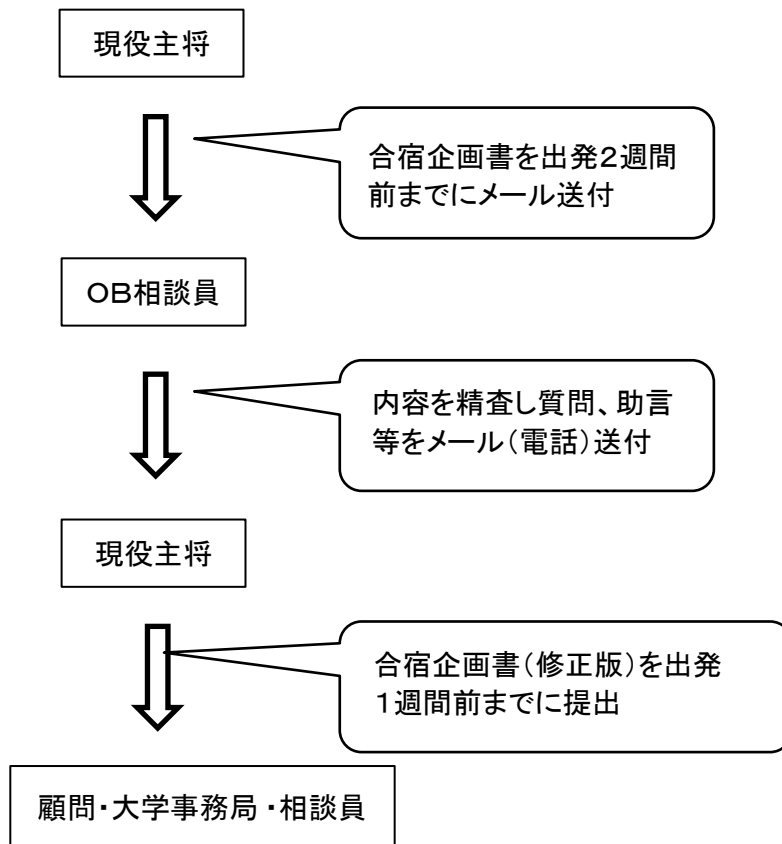 現役主将
合宿企画書を出発2週間
前までにメール送付
OB相談員
内容を精査し質問、助言
等をメール(電話)送付
現役主将
合宿企画書(修正版)を出発
1週間前までに提出
顧問・大学事務局・相談員